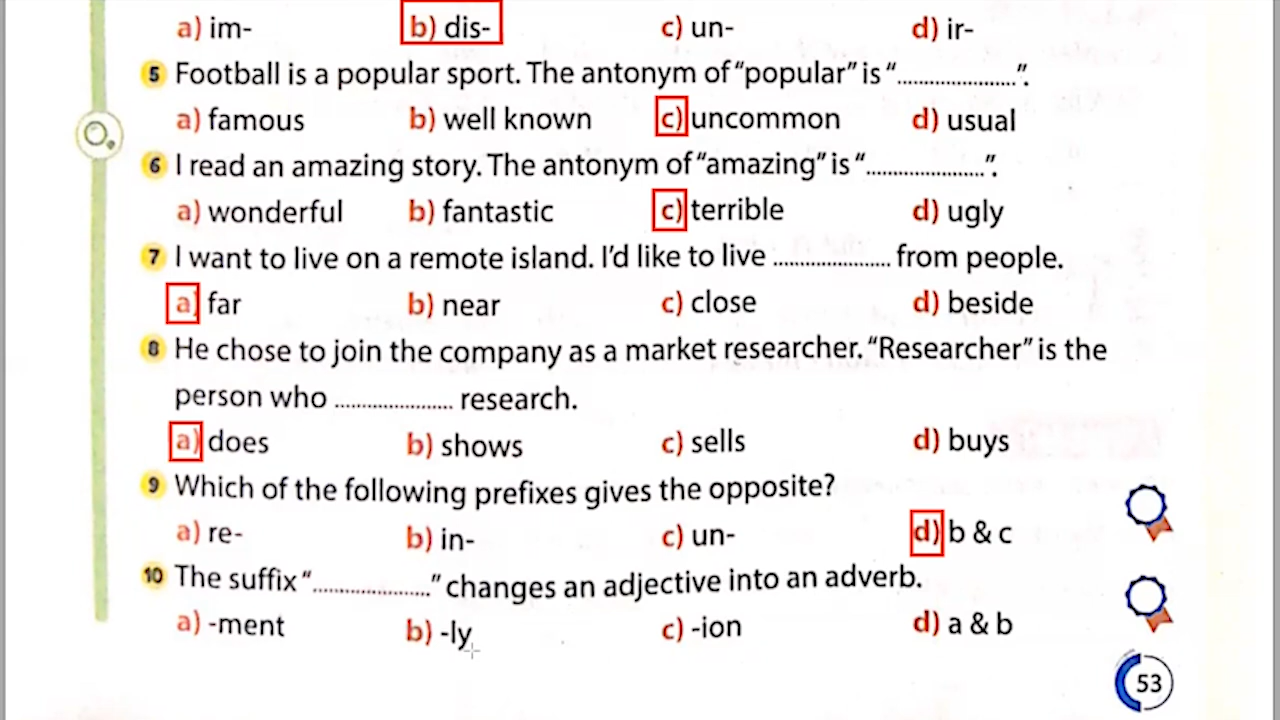 a) im- b) dis- c) un- d) ir-
5 Football is a popular sport. The antonym of "popular" is "......................".
a) famous b) well known c) uncommon d) usual
6 I read an amazing story. The antonym of "amazing" is "......................".
a) wonderful b) fantastic c) terrible d) ugly
7 I want to live on a remote island. I'd like to live ...................... from people.
a) far b) near c) close d) beside
8 He chose to join the company as a market researcher. "Researcher" is the
person who ...................... research.
a) does b) shows c) sells d) buys
9 Which of the following prefixes gives the opposite?
a) re- b) in- c) un- d) b & c
10 The suffix "......................" changes an adjective into an adverb.
a) -ment b) -ly c) -ion d) a & b
53